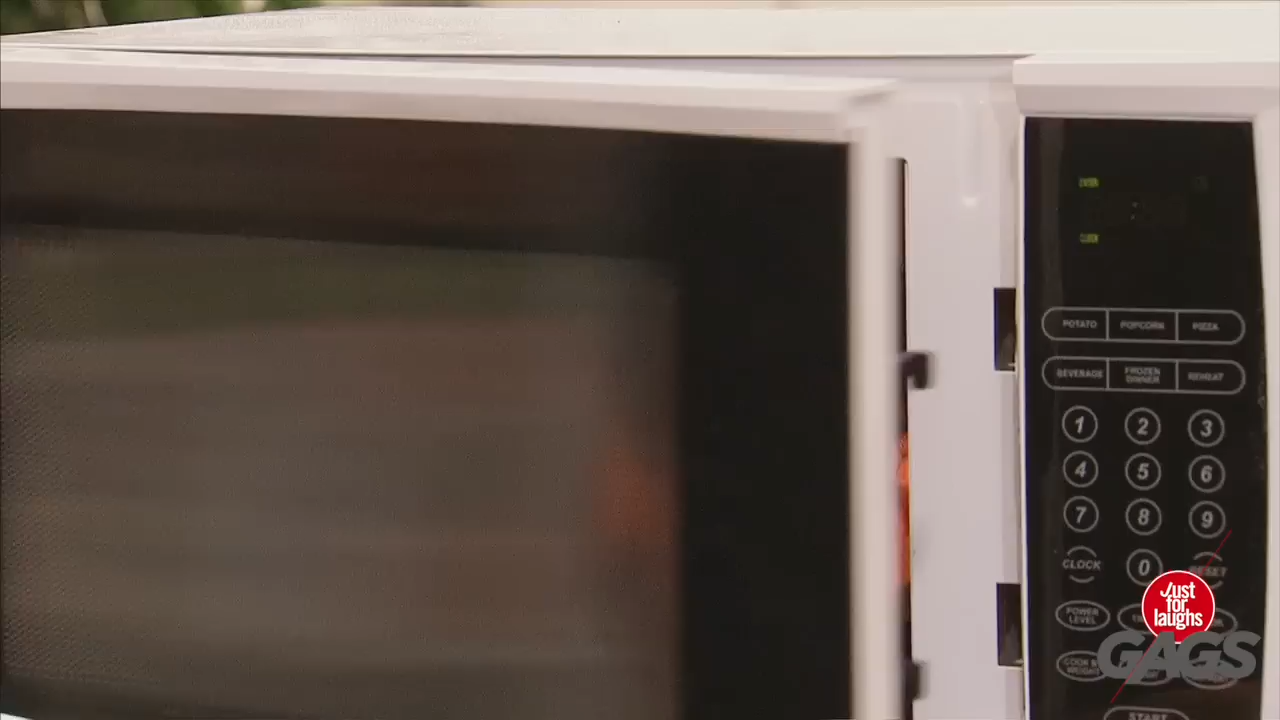 POTATO POPCORN PIZZA
BEVERAGE FROZEN DINNER REHEAT
1 2 3
4 5 6
7 8 9
CLOCK 0 RESET
POWER LEVEL
Just for laughs
GAGS
START